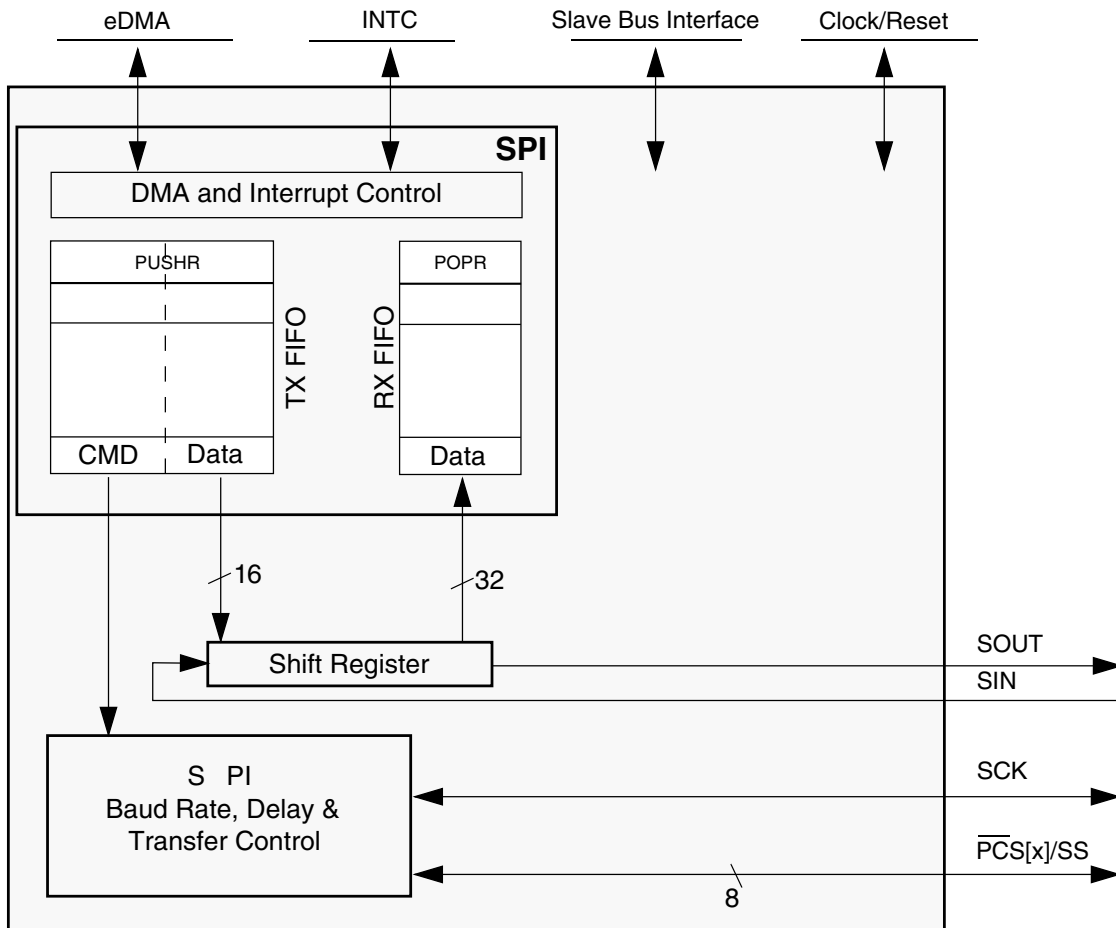 eDMA
INTC
Slave Bus Interface
Clock/Reset
SPI
DMA and Interrupt Control
PUSHR
POPR
TX FIFO
RX FIFO
CMD
Data
Data
16
32
Shift Register
SOUT
SIN
S PI
Baud Rate, Delay &
Transfer Control
SCK
PCS[x]/SS
8